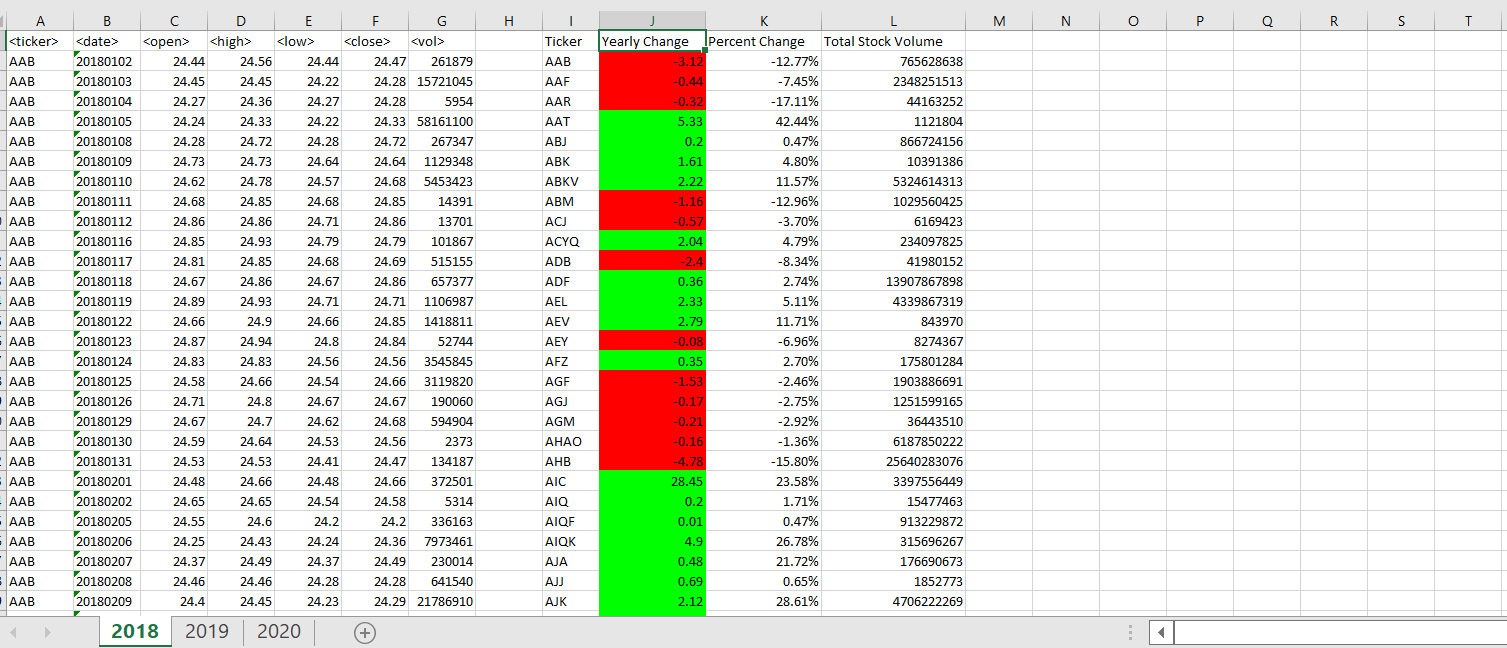 A B C D E F G H I J K L M N O P Q R S T
<ticker> <date> <open> <high> <low> <close> <vol> Ticker Yearly Change Percent Change Total Stock Volume
AAB 20180102 24.44 24.56 24.44 24.47 261879 AAB -3.12 -12.77% 765628638
AAB 20180103 24.45 24.45 24.22 24.28 15721045 AAF -0.44 -7.45% 2348251513
AAB 20180104 24.27 24.36 24.27 24.28 5954 AAR -0.32 -17.11% 44163252
AAB 20180105 24.24 24.33 24.22 24.33 58161100 AAT 5.33 42.44% 1121804
AAB 20180108 24.28 24.72 24.28 24.72 267347 ABJ 0.2 0.47% 866724156
AAB 20180109 24.73 24.73 24.64 24.64 1129348 ABK 1.61 4.80% 10391386
AAB 20180110 24.62 24.78 24.57 24.68 5453423 ABKV 2.22 11.57% 5324614313
AAB 20180111 24.68 24.85 24.68 24.85 14391 ABM -1.16 -12.96% 1029560425
AAB 20180112 24.86 24.86 24.71 24.86 13701 ACJ -0.57 -3.70% 6169423
AAB 20180116 24.85 24.93 24.79 24.79 101867 ACYQ 2.04 4.79% 234097825
AAB 20180117 24.81 24.85 24.68 24.69 515155 ADB -2.4 -8.34% 41980152
AAB 20180118 24.67 24.86 24.67 24.86 657377 ADF 0.36 2.74% 13907867898
AAB 20180119 24.89 24.93 24.71 24.71 1106987 AEL 2.33 5.11% 4339867319
AAB 20180122 24.66 24.9 24.66 24.85 1418811 AEV 2.79 11.71% 843970
AAB 20180123 24.87 24.94 24.8 24.84 52744 AEY -0.08 -6.96% 8274367
AAB 20180124 24.83 24.83 24.56 24.56 3545845 AFZ 0.35 2.70% 175801284
AAB 20180125 24.58 24.66 24.54 24.66 3119820 AGF -1.53 -2.46% 1903886691
AAB 20180126 24.71 24.8 24.67 24.67 190060 AGJ -0.17 -2.75% 1251599165
AAB 20180129 24.67 24.7 24.62 24.68 594904 AGM -0.21 -2.92% 36443510
AAB 20180130 24.59 24.64 24.53 24.56 2373 AHAO -0.16 -1.36% 6187850222
AAB 20180131 24.53 24.53 24.41 24.47 134187 AHB -4.78 -15.80% 25640283076
AAB 20180201 24.48 24.66 24.48 24.66 372501 AIC 28.45 23.58% 3397556449
AAB 20180202 24.65 24.65 24.54 24.58 5314 AIQ 0.2 1.71% 15477463
AAB 20180205 24.55 24.6 24.2 24.2 336163 AIQF 0.01 0.47% 913229872
AAB 20180206 24.25 24.43 24.24 24.36 7973461 AIQK 4.9 26.78% 315696267
AAB 20180207 24.37 24.49 24.37 24.49 230014 AJA 0.48 21.72% 176690673
AAB 20180208 24.46 24.46 24.28 24.28 641540 AJJ 0.69 0.65% 1852773
AAB 20180209 24.4 24.45 24.23 24.29 21786910 AJK 2.12 28.61% 4706222269
2018 2019 2020